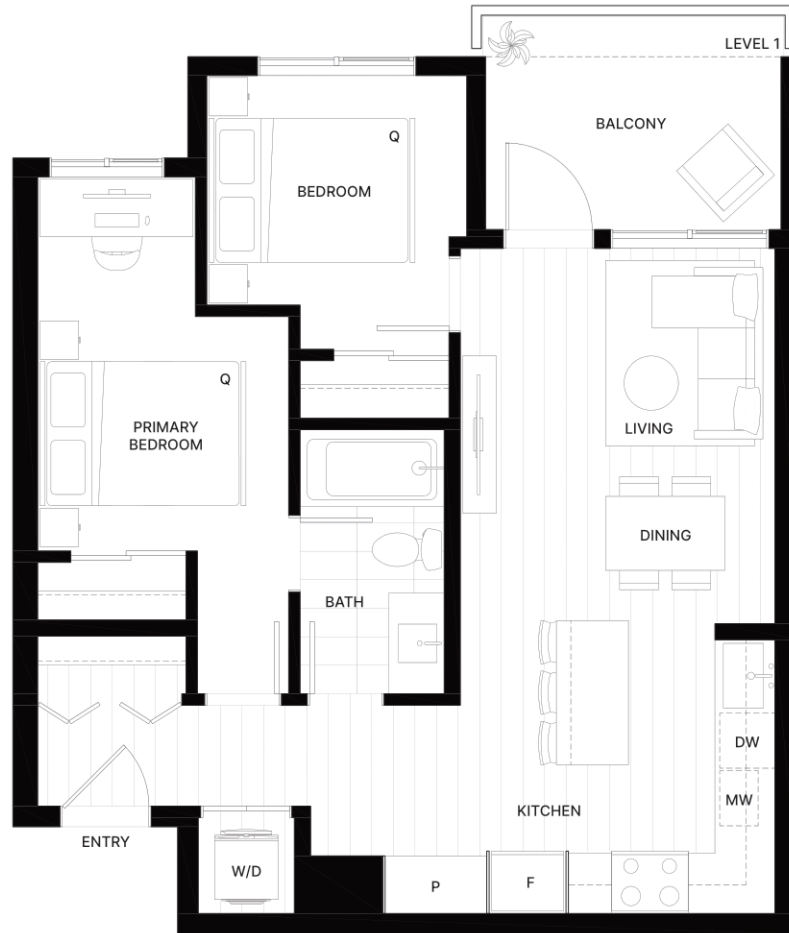 LEVEL 1
BALCONY
Q
BEDROOM
Q
PRIMARY
BEDROOM
LIVING
DINING
BATH
DW
MW
KITCHEN
ENTRY
W/D
P
F